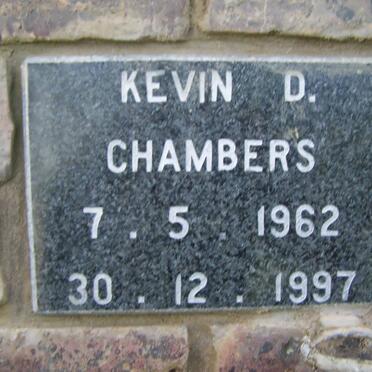 KEVIN D.
CHAMBERS
7 . 5 . 1962
30 . 12 . 1997